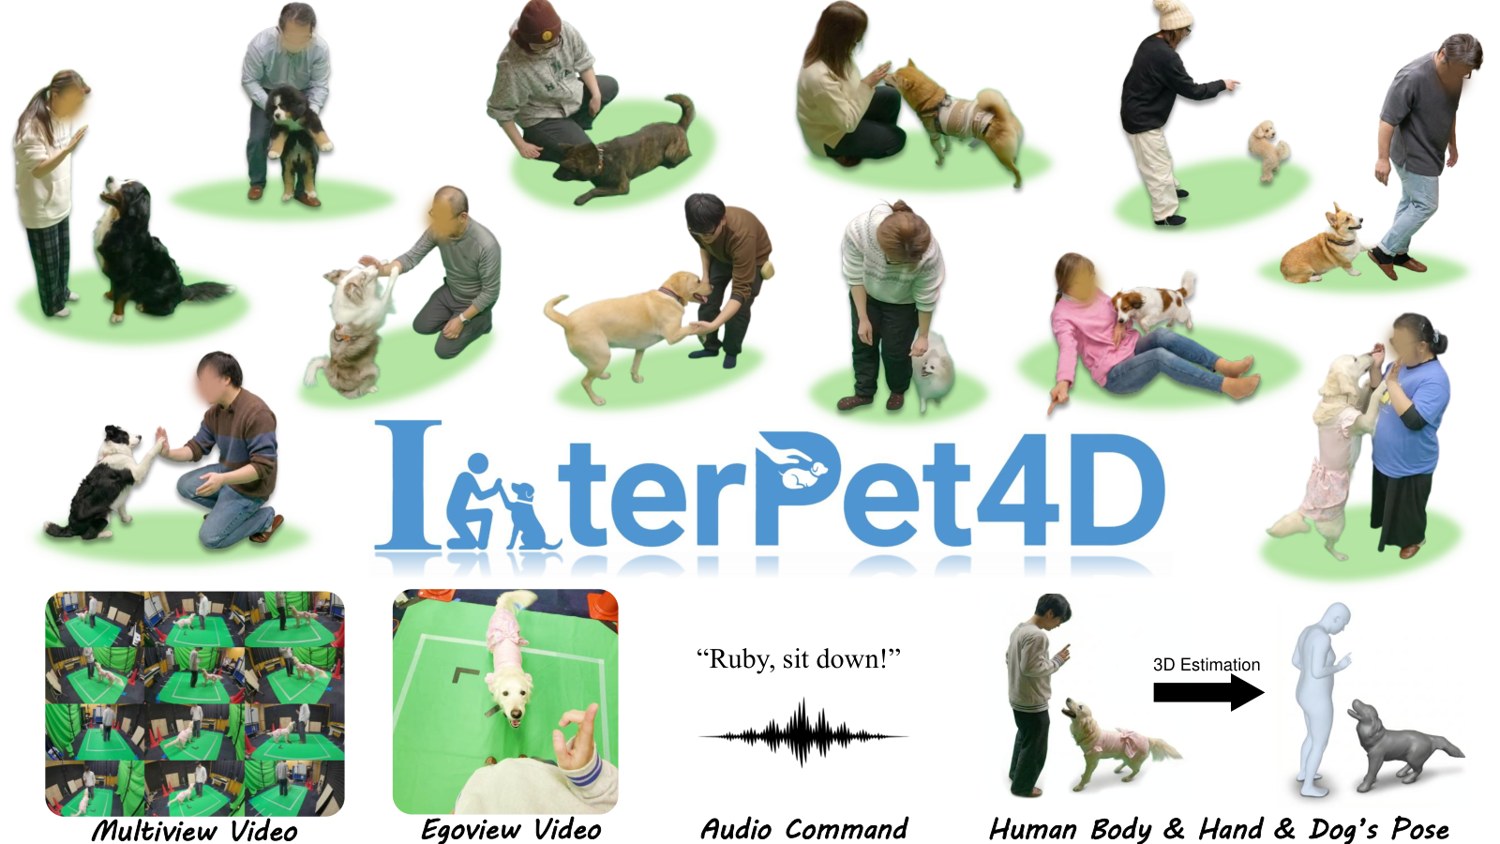 InterPet4D
“Ruby, sit down!”
3D Estimation
Multiview Video
Egoview Video
Audio Command
Human Body & Hand & Dog's Pose